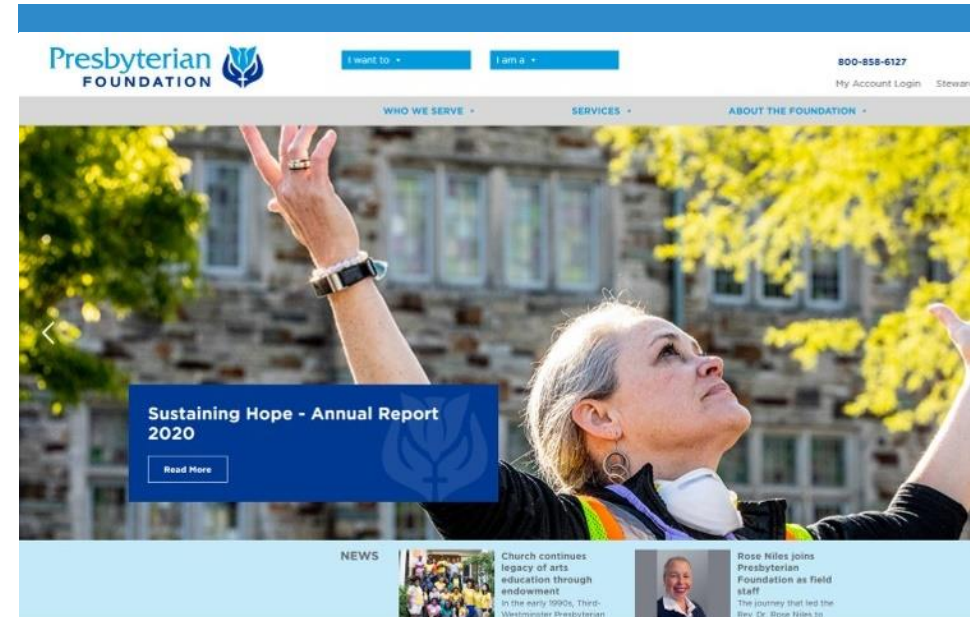 Presbyterian
FOUNDATION
I want to
I am a
800-858-6127
My Account Login Stewar
WHO WE SERVE SERVICES ABOUT THE FOUNDATION
Sustaining Hope - Annual Report
2020
Read More
NEWS
Church continues
legacy of arts
education through
endowment
In the early 1990s, Third-
Westminster Presbyterian
Rose Niles joins
Presbyterian
Foundation as field
staff
The journey that led the
Rev. Dr. Rose Niles to